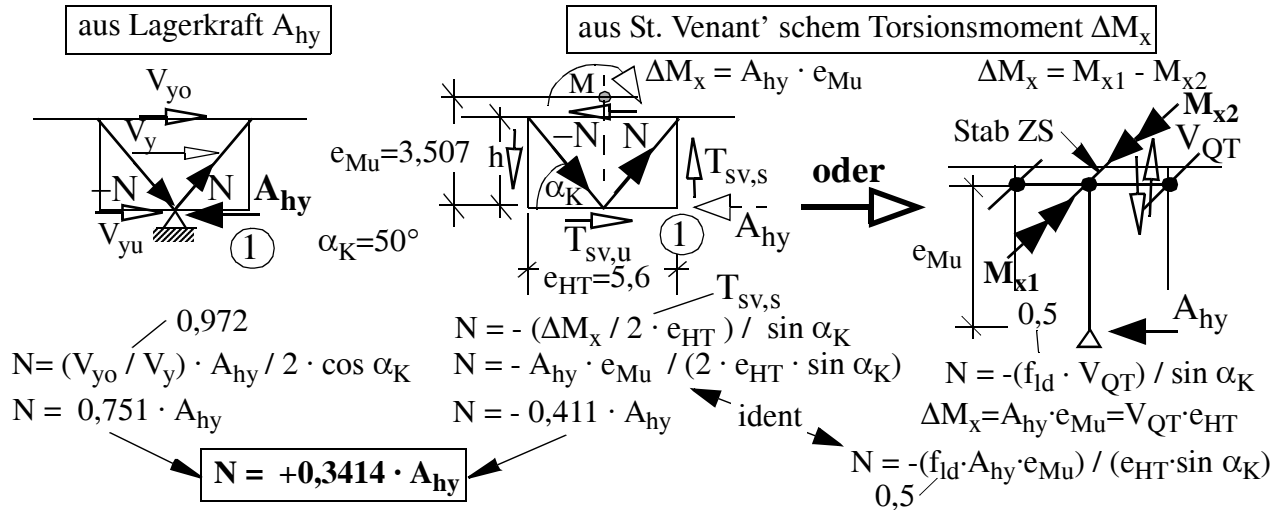 aus Lagerkraft A_hy
V_yo
V_y
-N N
A_hy
V_yu
1
α_K=50°
0,972
N= (V_yo / V_y) · A_hy / 2 · cos α_K
N = 0,751 · A_hy
N = +0,3414 · A_hy
aus St. Venant' schem Torsionsmoment ΔM_x
M
ΔM_x = A_hy · e_Mu
e_Mu=3,507
h
–N N
α_K
T_sv,s
A_hy
T_sv,u
1
e_HT=5,6
T_sv,s
N = - (ΔM_x / 2 · e_HT ) / sin α_K
N = - A_hy · e_Mu / (2 · e_HT · sin α_K)
N = - 0,411 · A_hy
ident
oder
ΔM_x = M_x1 - M_x2
M_x2
Stab ZS
V_QT
e_Mu
M_x1
0,5
A_hy
N = -(f_ld · V_QT) / sin α_K
ΔM_x=A_hy·e_Mu=V_QT·e_HT
N = -(f_ld·A_hy·e_Mu) / (e_HT·sin α_K)
0,5